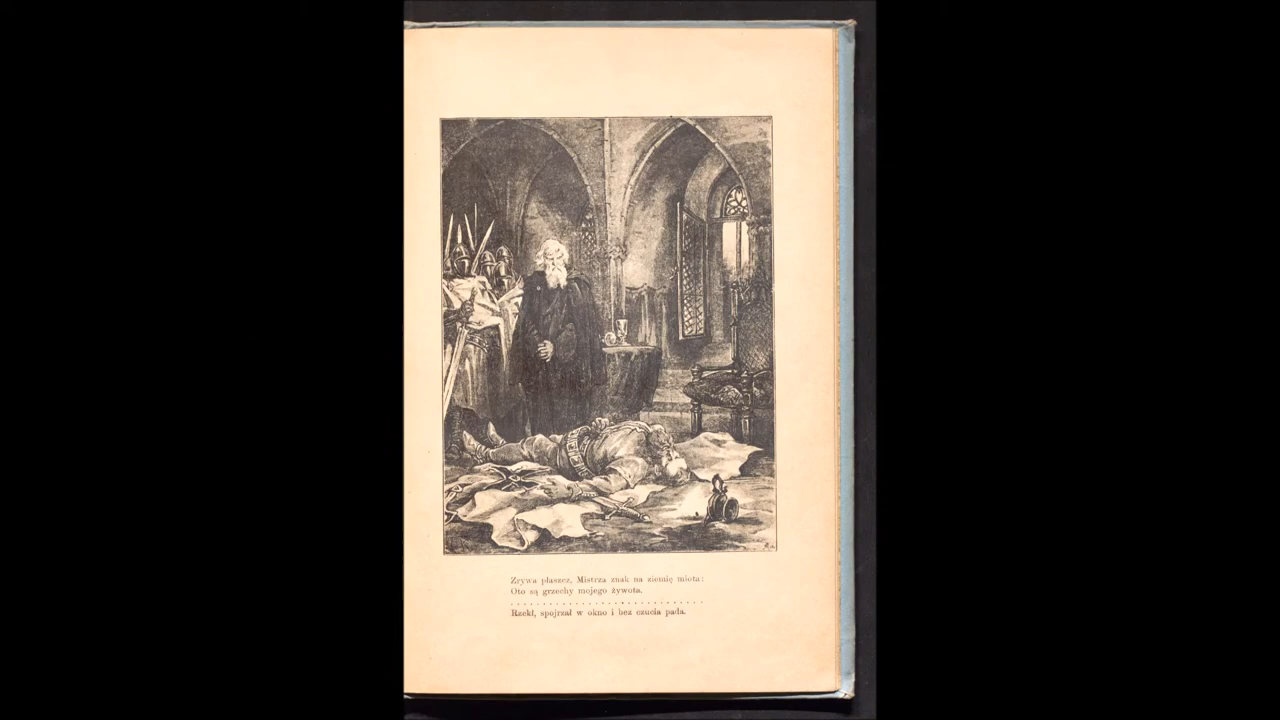 Zrywa płaszcz, Mistrza znak na ziemię miota:
Oto są grzechy mojego żywota.
. . . . . . . . . . . . . . . . . . . . . . . . . . . . . .
Rzekł, spojrzał w okno i bez czucia pada.